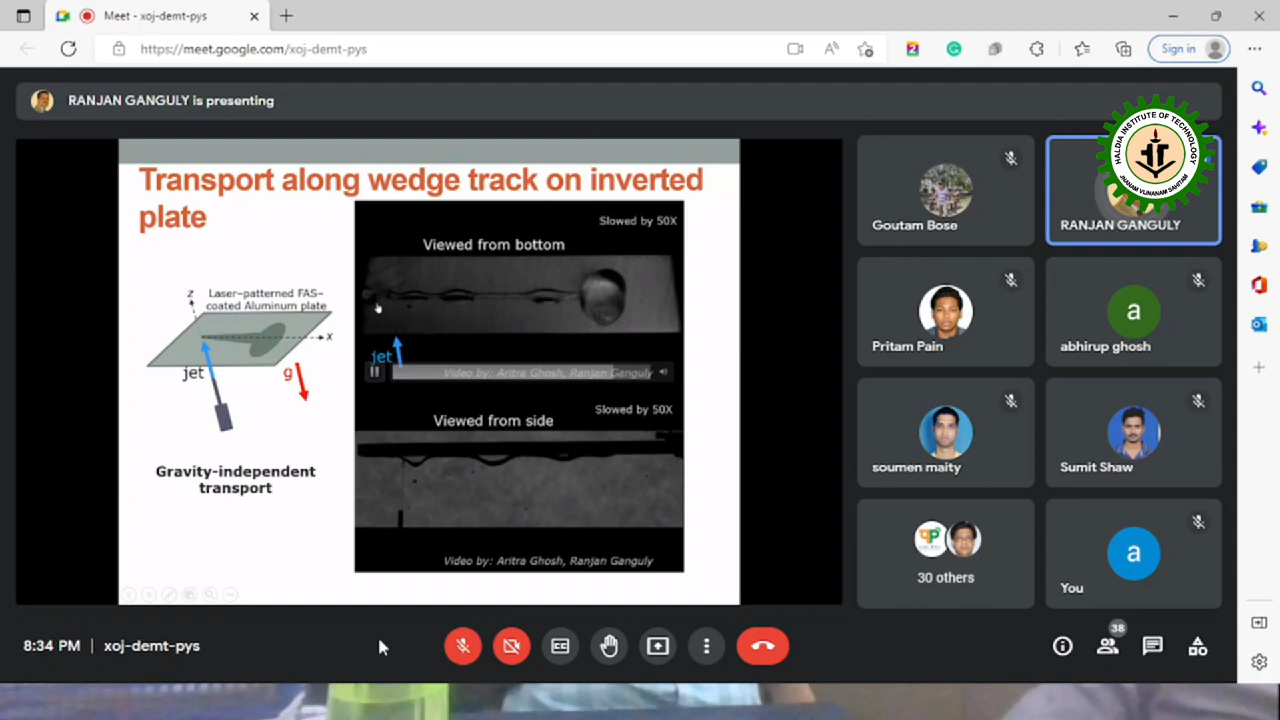 Meet - xoj-demt-pys
https://meet.google.com/xoj-demt-pys
Sign in
RANJAN GANGULY is presenting
HALDIA INSTITUTE OF TECHNOLOGY
Transport along wedge track on inverted
plate
Slowed by 50X
Viewed from bottom
z
Laser-patterned FAS-
coated Aluminum plate
x
jet
g
jet
Video by: Aritra Ghosh, Ranjan Ganguly
Slowed by 50X
Viewed from side
Gravity-independent
transport
Video by: Aritra Ghosh, Ranjan Ganguly
Goutam Bose
RANJAN GANGULY
Pritam Pain
a
abhirup ghosh
soumen maity
Sumit Shaw
30 others
a
You
8:34 PM | xoj-demt-pys
38